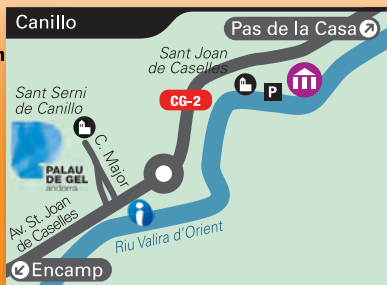 Canillo
Pas de la Casa
n
Sant Joan
de Caselles
CG-2
P
Sant Serni
de Canillo
PALAU
DE GEL
andorra
C. Major
Av. St. Joan
de Caselles
i
Riu Valira d'Orient
Encamp